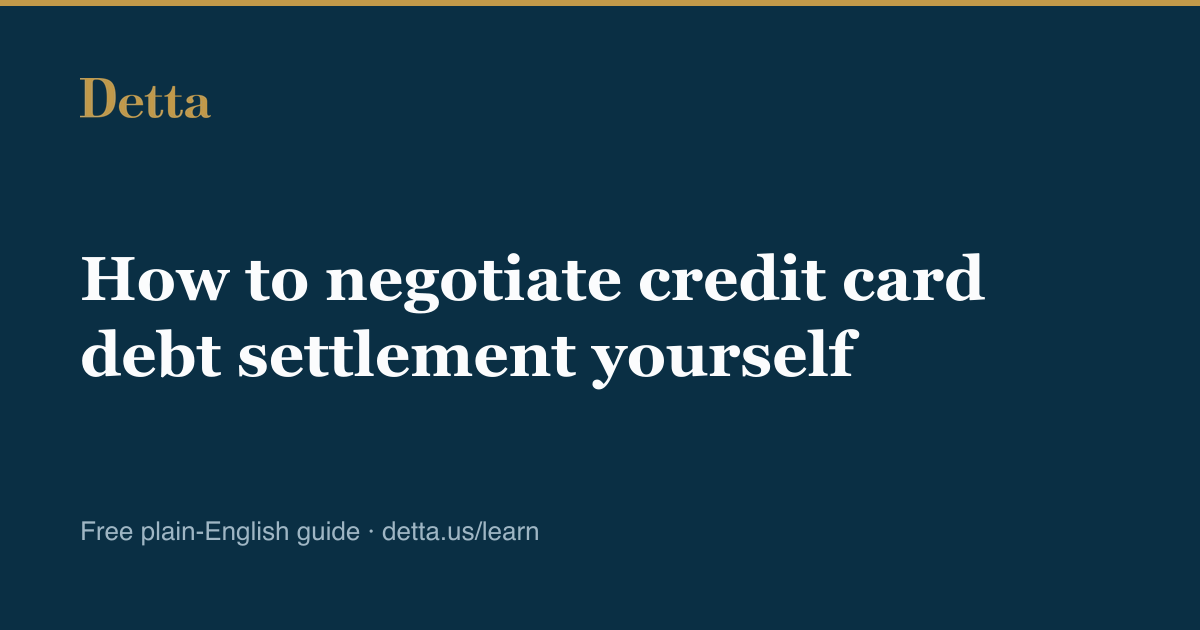 Detta
How to negotiate credit card
debt settlement yourself
Free plain-English guide · detta.us/learn